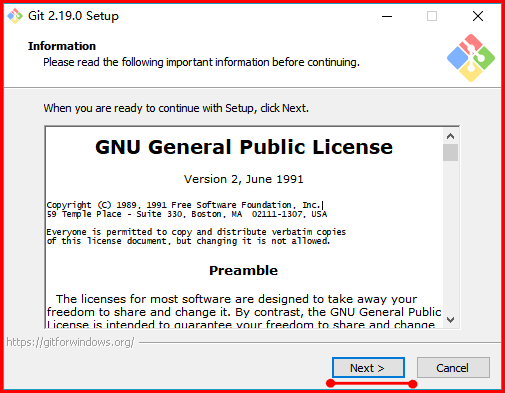 Git 2.19.0 Setup
Information
Please read the following important information before continuing.
When you are ready to continue with Setup, click Next.
GNU General Public License
Version 2, June 1991
Copyright (C) 1989, 1991 Free Software Foundation, Inc.
59 Temple Place - Suite 330, Boston, MA  02111-1307, USA
Everyone is permitted to copy and distribute verbatim copies
of this license document, but changing it is not allowed.
Preamble
The licenses for most software are designed to take away your
freedom to share and change it. By contrast, the GNU General Public
License is intended to guarantee your freedom to share and change
https://gitforwindows.org/
Next >
Cancel